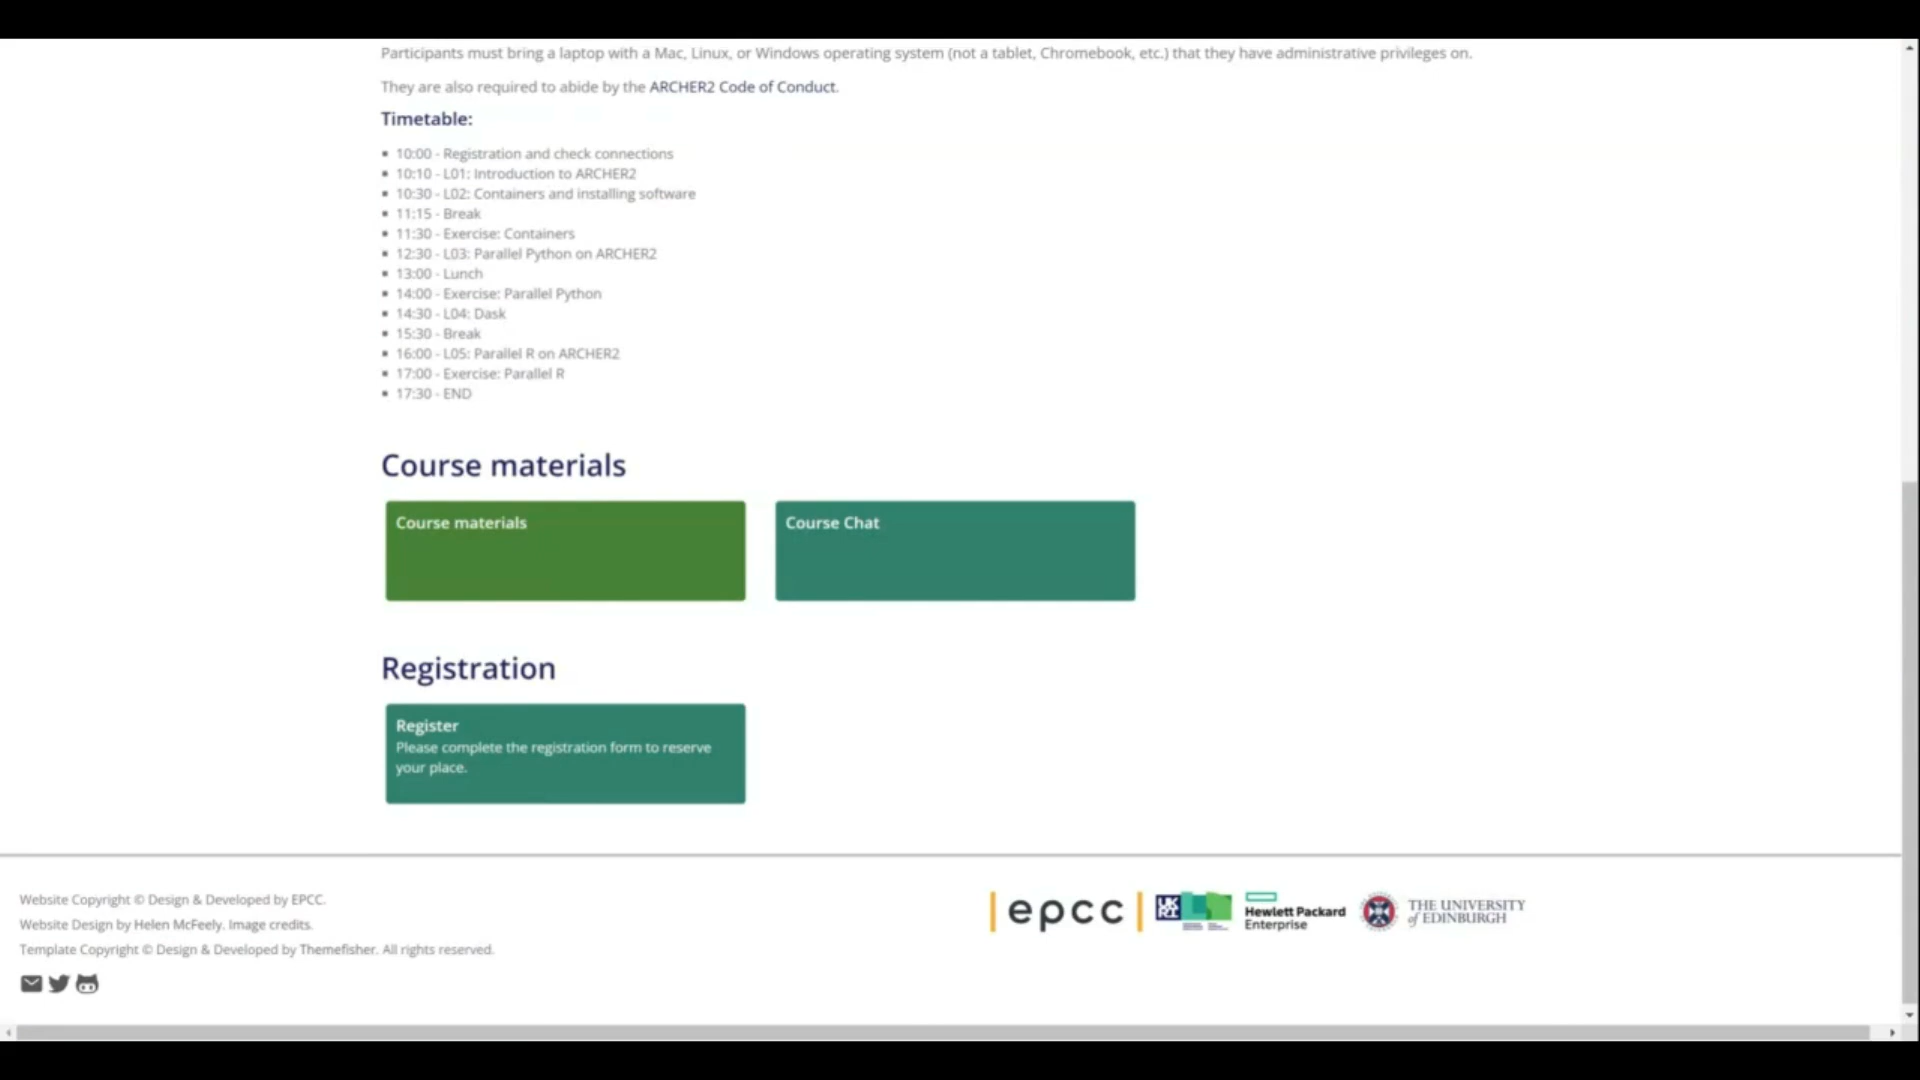 Participants must bring a laptop with a Mac, Linux, or Windows operating system (not a tablet, Chromebook, etc.) that they have administrative privileges on.
They are also required to abide by the ARCHER2 Code of Conduct.
Timetable:
10:00 - Registration and check connections
10:10 - L01: Introduction to ARCHER2
10:30 - L02: Containers and installing software
11:15 - Break
11:30 - Exercise: Containers
12:30 - L03: Parallel Python on ARCHER2
13:00 - Lunch
14:00 - Exercise: Parallel Python
14:30 - L04: Dask
15:30 - Break
16:00 - L05: Parallel R on ARCHER2
17:00 - Exercise: Parallel R
17:30 - END
Course materials
Course materials
Course Chat
Registration
Register
Please complete the registration form to reserve
your place.
Website Copyright © Design & Developed by EPCC.
Website Design by Helen McFeely. Image credits.
Template Copyright © Design & Developed by Themefisher. All rights reserved.
epcc
UKRI
Hewlett Packard
Enterprise
THE UNIVERSITY
of EDINBURGH